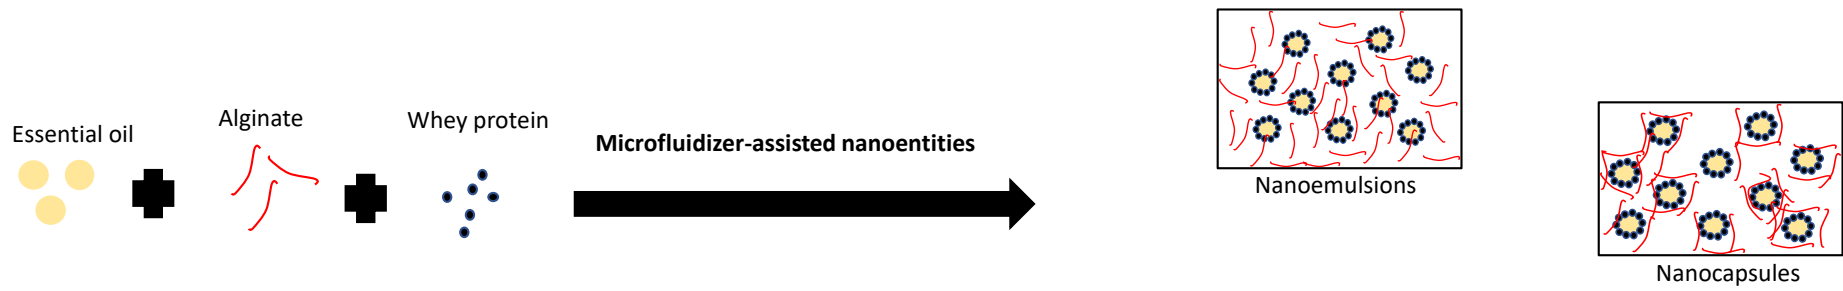 Essential oil
Alginate
Whey protein
Microfluidizer-assisted nanoentities
Nanoemulsions
Nanocapsules